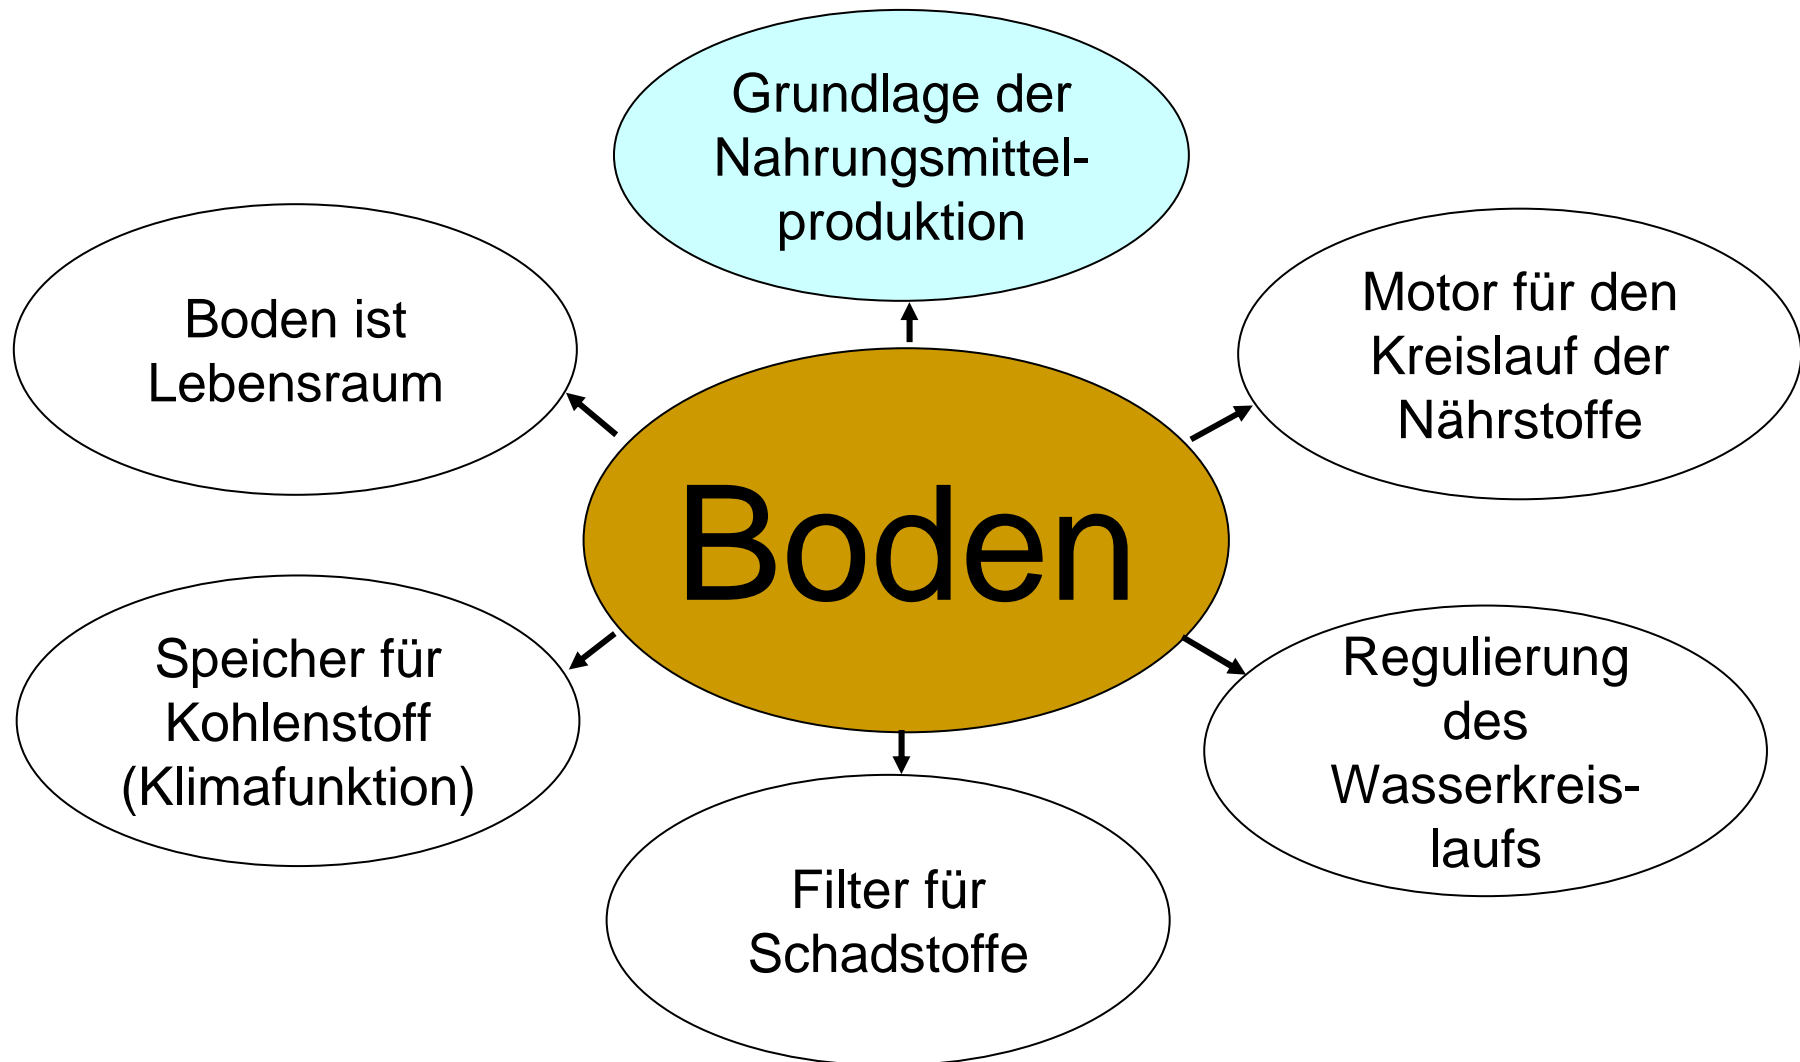 Grundlage der
Nahrungsmittel-
produktion
Boden ist
Lebensraum
Motor für den
Kreislauf der
Nährstoffe
Boden
Speicher für
Kohlenstoff
(Klimafunktion)
Regulierung
des
Wasserkreis-
laufs
Filter für
Schadstoffe